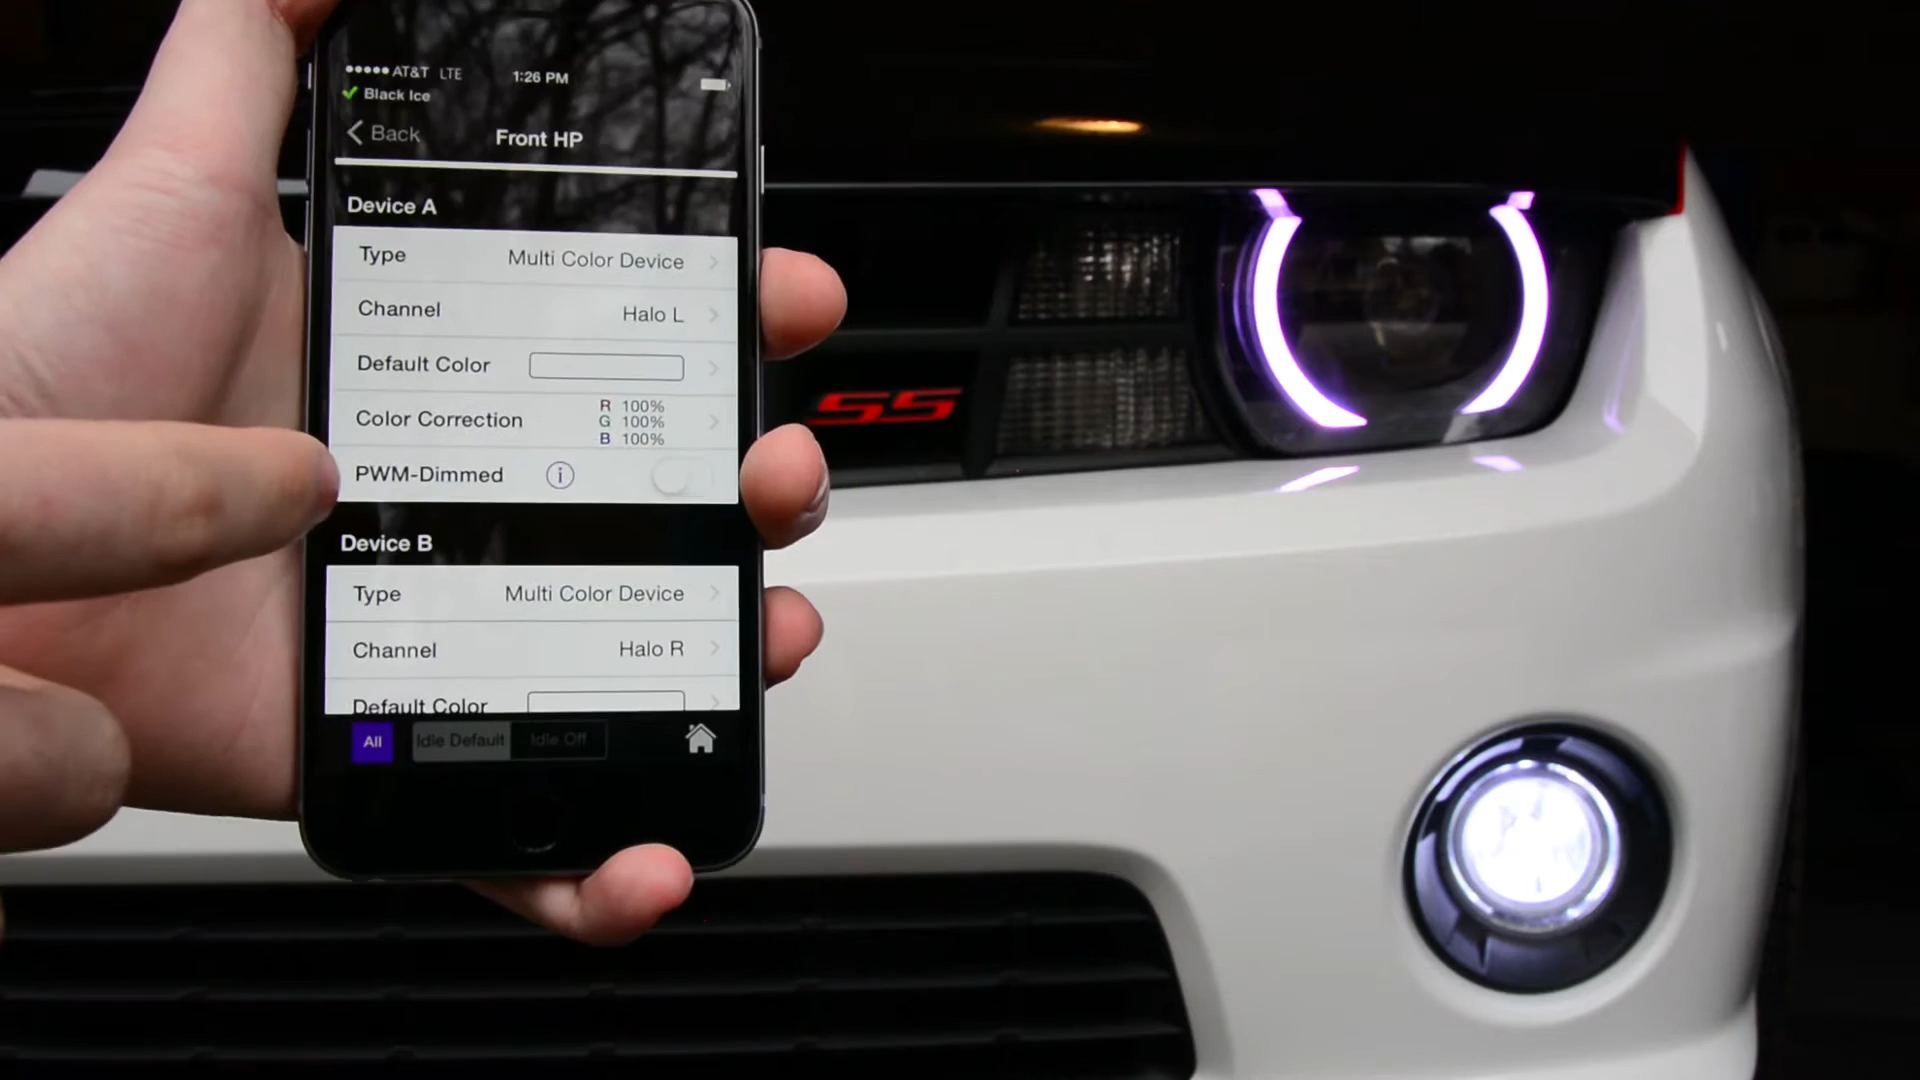 AT&T LTE 1:26 PM
Black Ice
Back Front HP
Device A
Type Multi Color Device
Channel Halo L
Default Color
Color Correction R 100%
G 100%
B 100%
PWM-Dimmed i
Device B
Type Multi Color Device
Channel Halo R
Default Color
All Idle Default Idle Off
SS